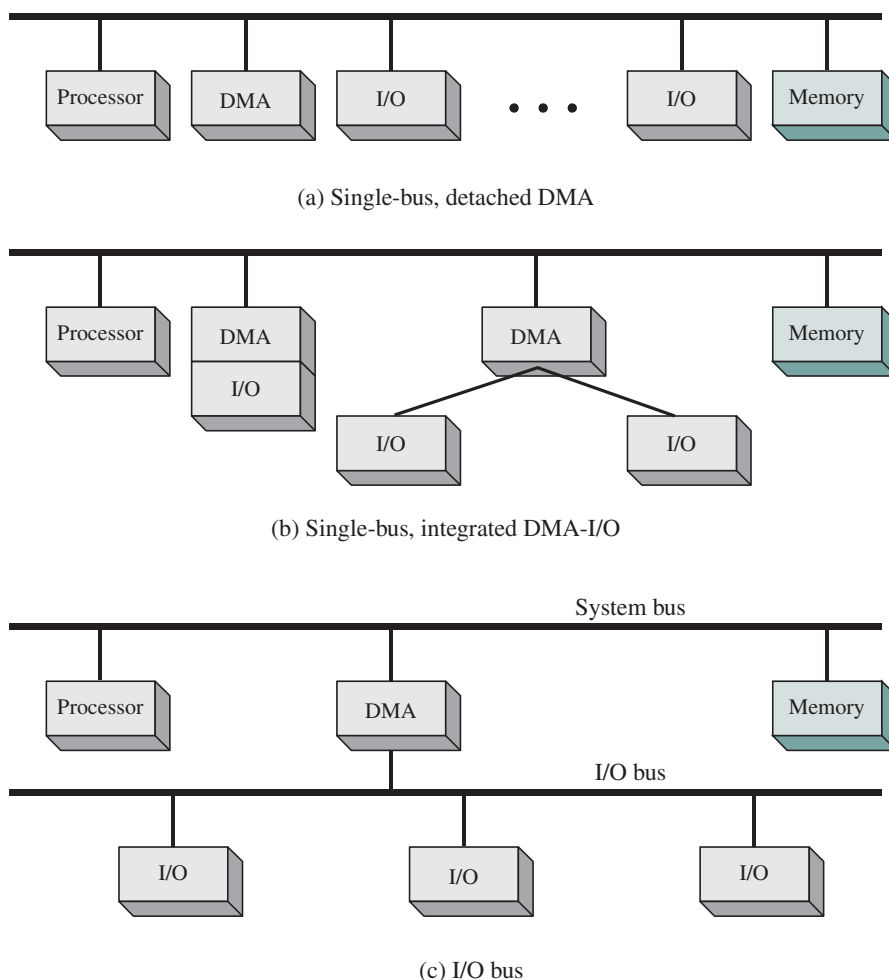 Processor
DMA
I/O
I/O
Memory
(a) Single-bus, detached DMA
Processor
DMA
I/O
DMA
I/O
I/O
Memory
(b) Single-bus, integrated DMA-I/O
System bus
Processor
DMA
Memory
I/O bus
I/O
I/O
I/O
(c) I/O bus